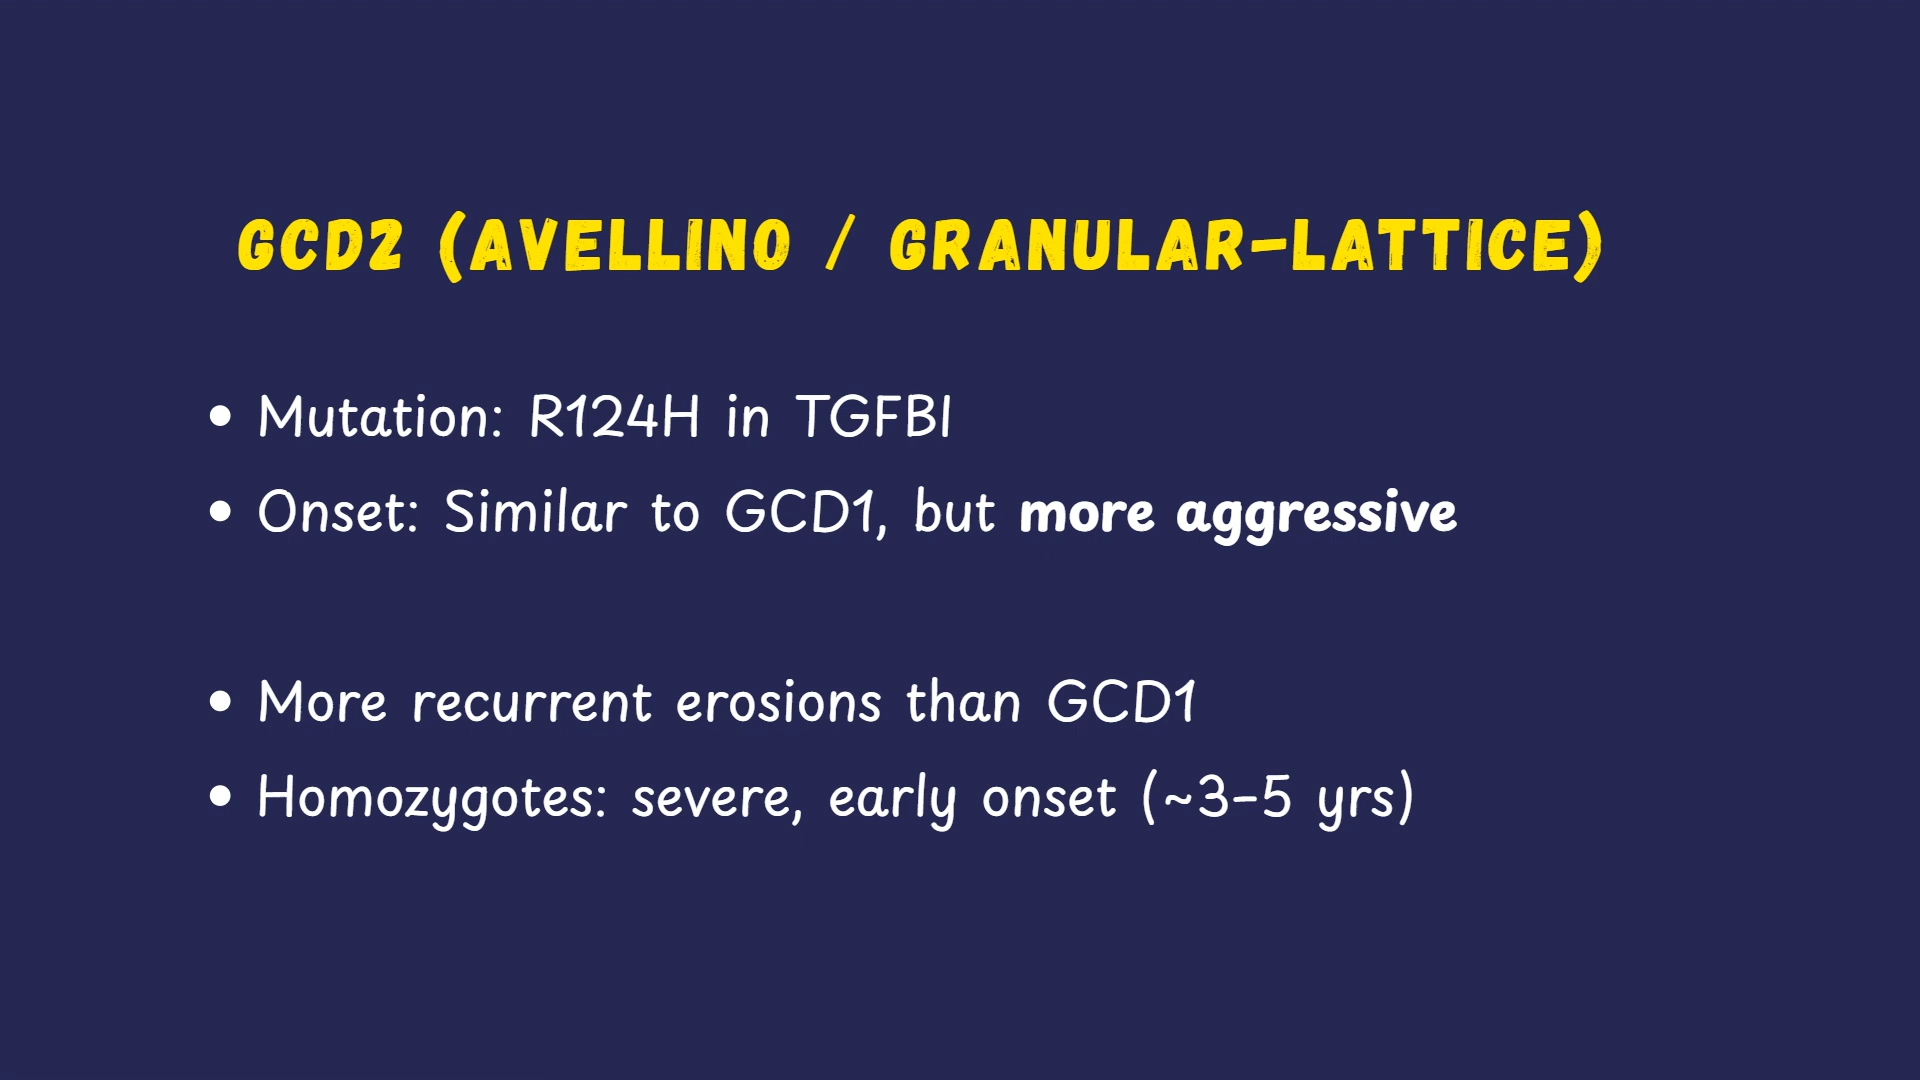 GCD2 (AVELLINO / GRANULAR-LATTICE)
• Mutation: R124H in TGFBI
• Onset: Similar to GCD1, but more aggressive
• More recurrent erosions than GCD1
• Homozygotes: severe, early onset (~3-5 yrs)